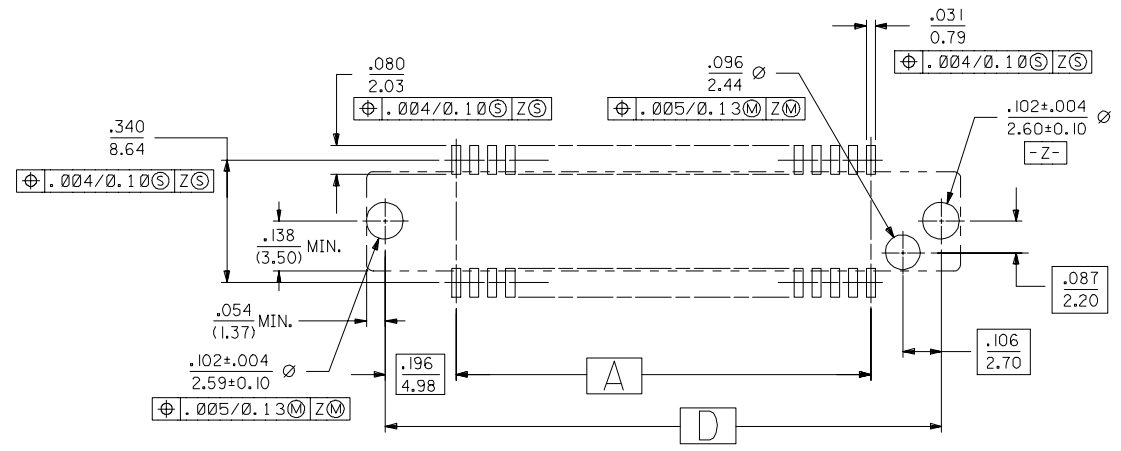 .031
0.79
⌖ .004/0.10Ⓢ ZⓈ
.080
2.03
⌖ .004/0.10Ⓢ ZⓈ
.096 Ø
2.44
⌖ .005/0.13Ⓜ ZⓂ
.102±.004 Ø
2.60±0.10
-Z-
.340
8.64
⌖ .004/0.10Ⓢ ZⓈ
.138 MIN.
(3.50)
.087
2.20
.054 MIN.
(1.37)
.106
2.70
.102±.004 Ø
2.59±0.10
⌖ .005/0.13Ⓜ ZⓂ
.196
4.98
A
D